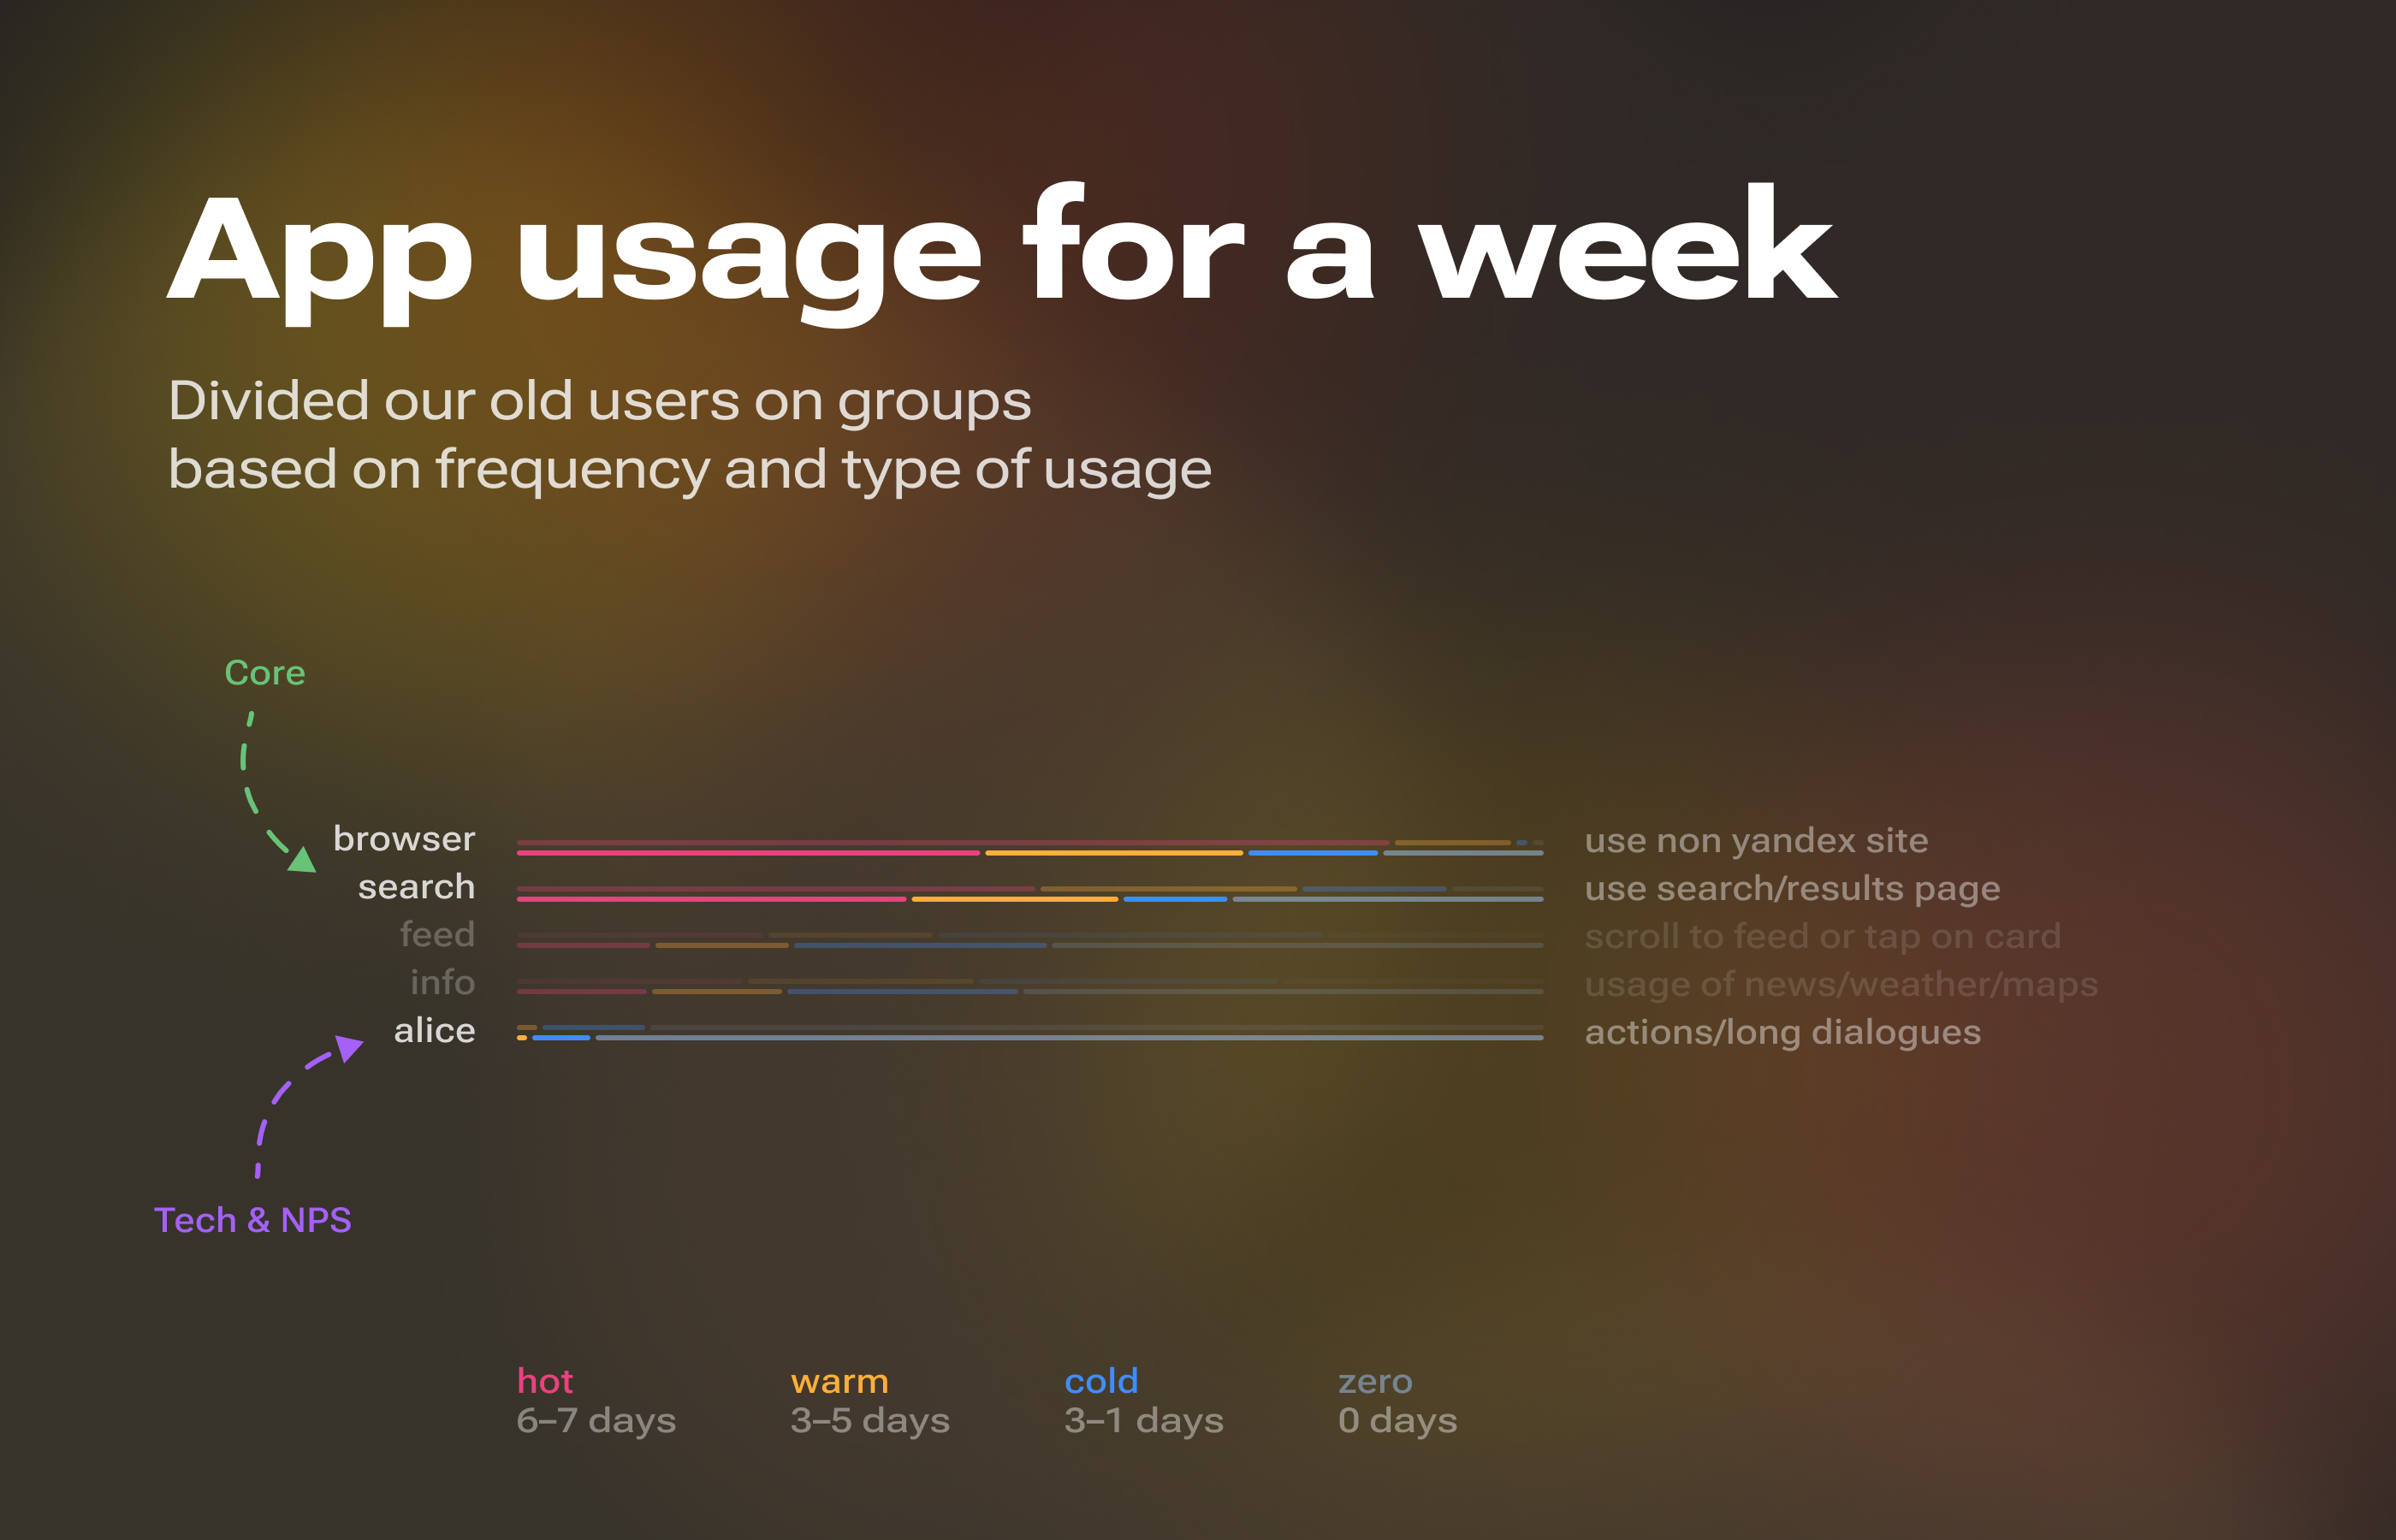 App usage for a week
Divided our old users on groups
based on frequency and type of usage
Core
browser
use non yandex site
search
use search/results page
feed
scroll to feed or tap on card
info
usage of news/weather/maps
alice
actions/long dialogues
Tech & NPS
hot
6–7 days
warm
3–5 days
cold
3–1 days
zero
0 days